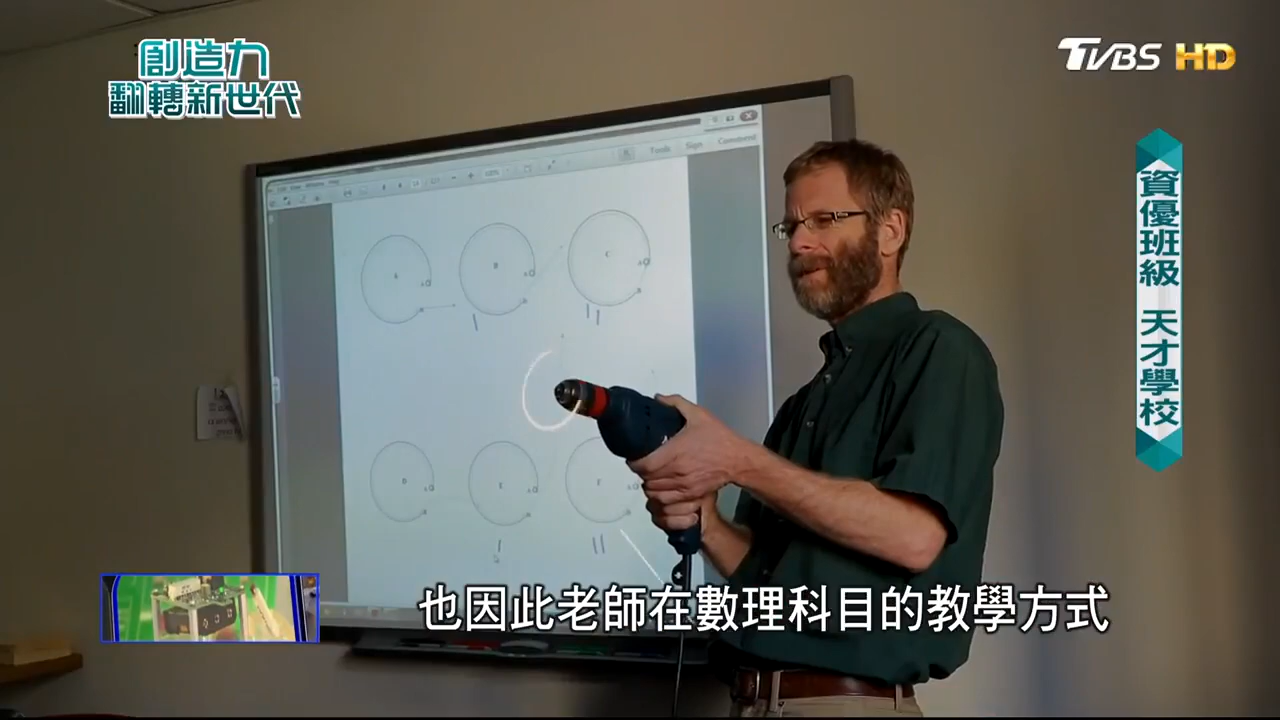 創造力
翻轉新世代
TVBS HD
資優班級 天才學校
Tools
Sign
Comment
A
B
C
D
E
F
也因此老師在數理科目的教學方式